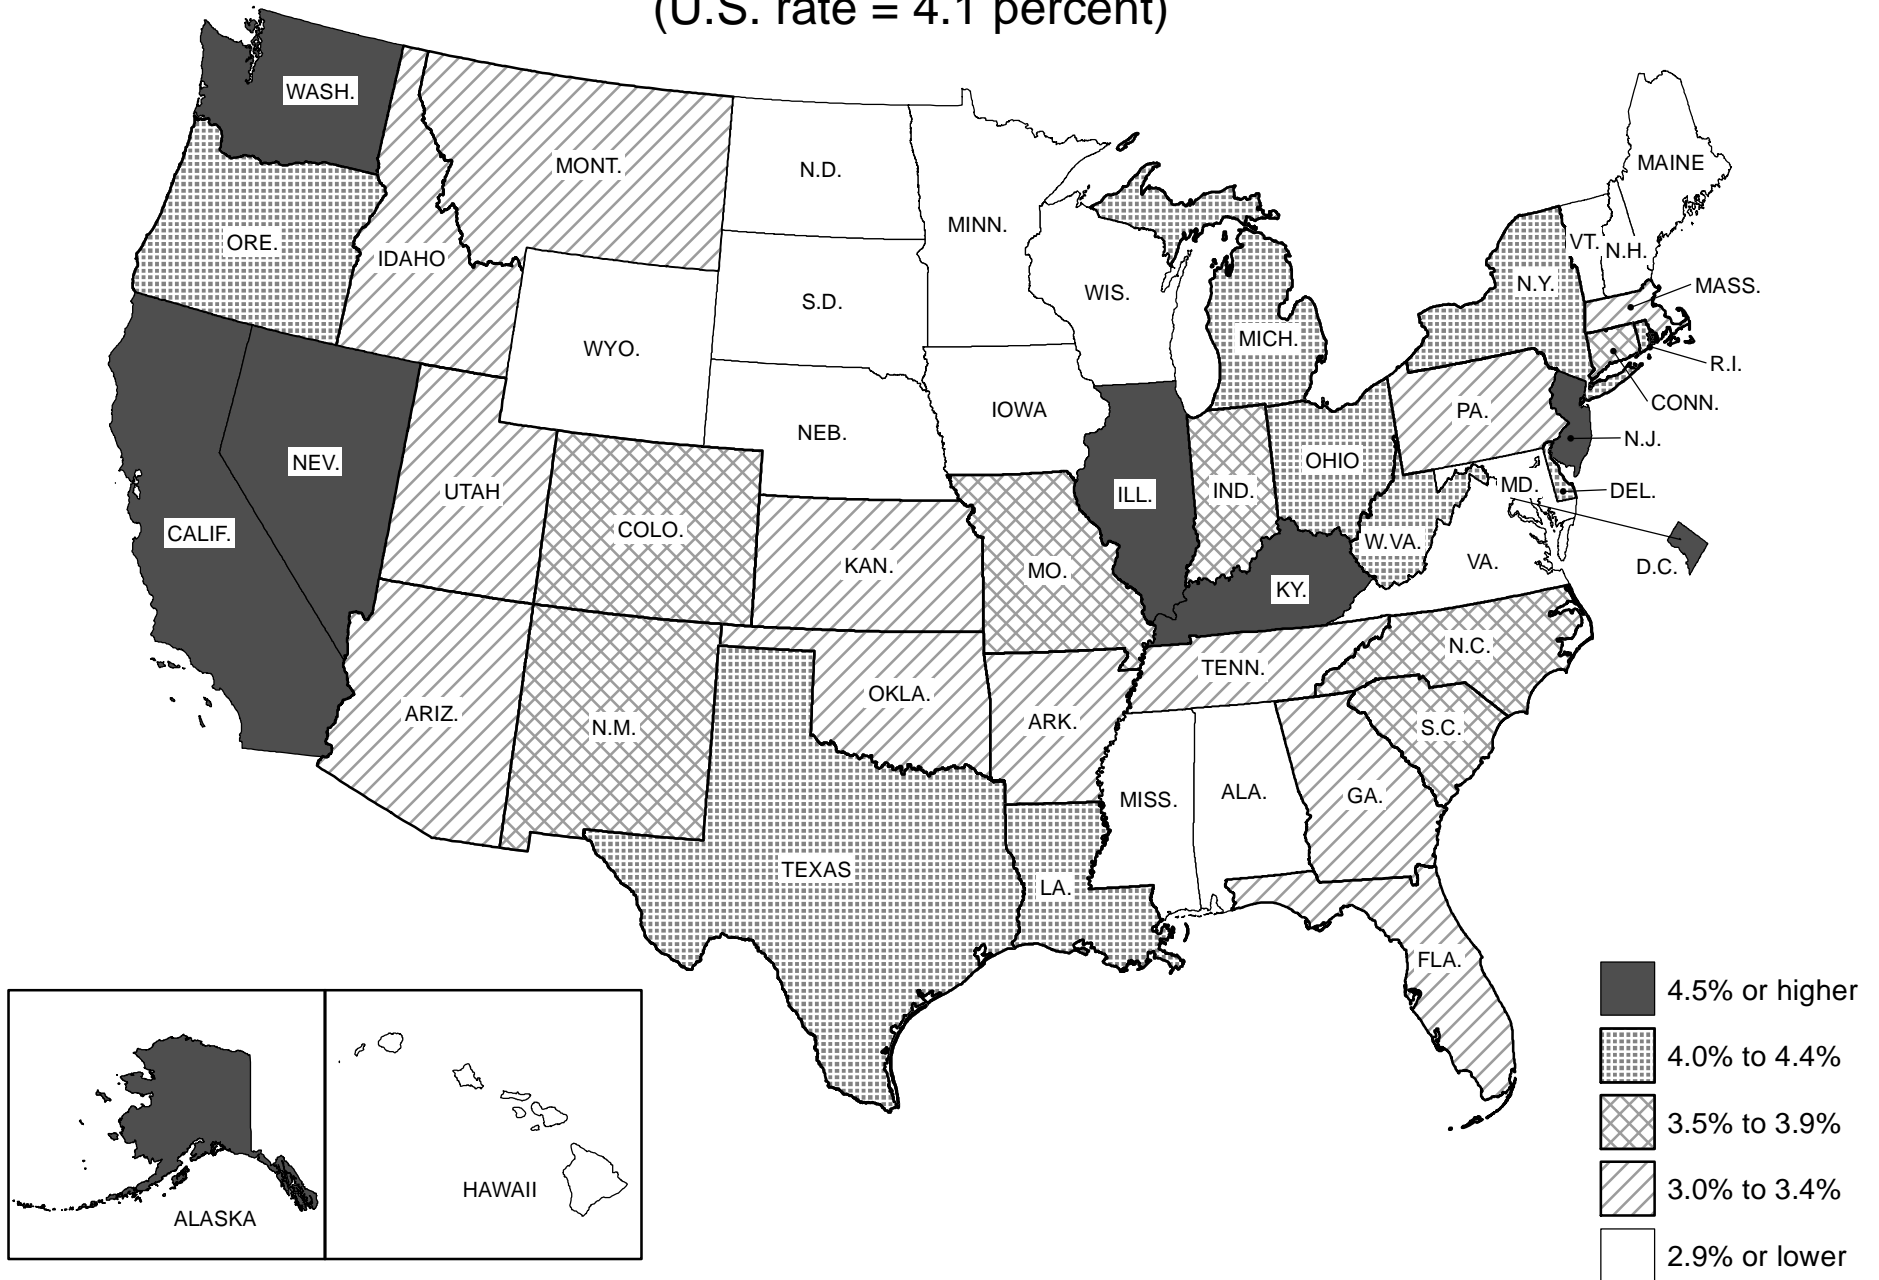 (U.S. rate = 4.1 percent)
WASH.
MONT.
N.D.
MAINE
MINN.
ORE.
IDAHO
VT.
N.H.
S.D.
WIS.
N.Y.
MASS.
WYO.
MICH.
R.I.
IOWA
PA.
CONN.
NEB.
N.J.
NEV.
UTAH
OHIO
ILL.
IND.
MD.
DEL.
CALIF.
COLO.
W.VA.
KAN.
MO.
VA.
D.C.
KY.
N.C.
TENN.
OKLA.
ARIZ.
N.M.
ARK.
S.C.
MISS.
ALA.
GA.
TEXAS
LA.
FLA.
HAWAII
ALASKA
4.5% or higher
4.0% to 4.4%
3.5% to 3.9%
3.0% to 3.4%
2.9% or lower